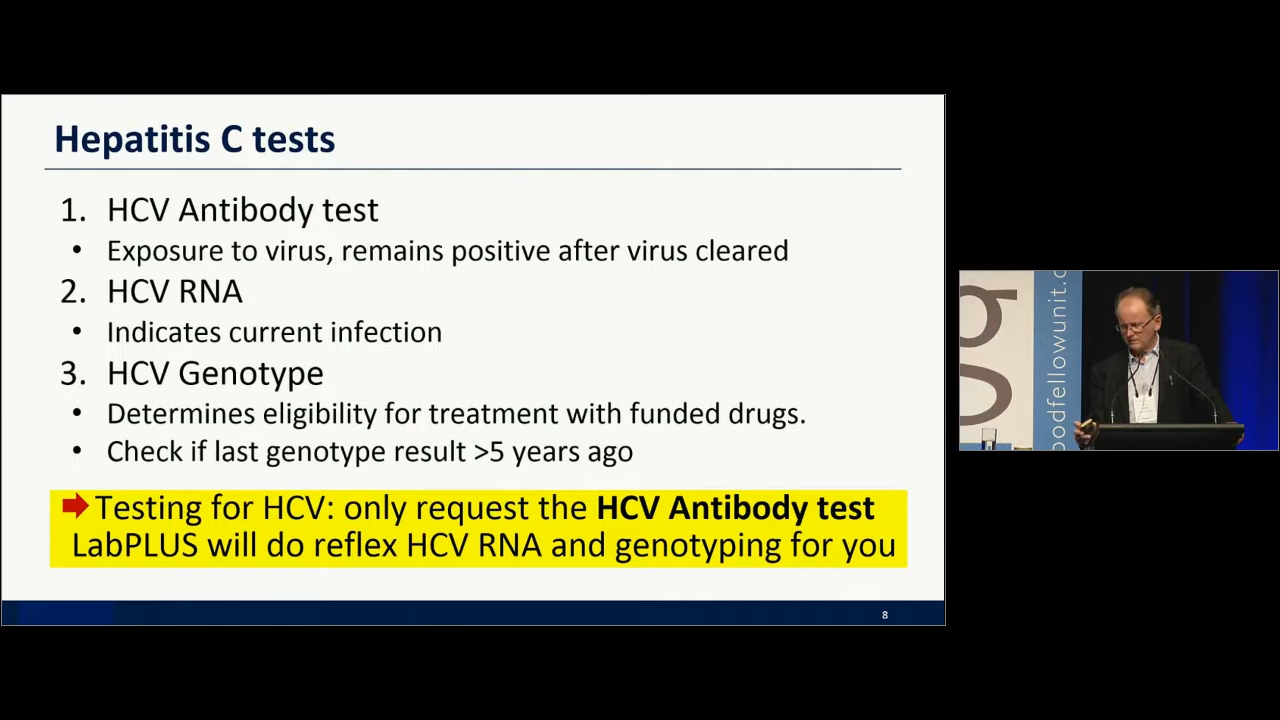 Hepatitis C tests
1. HCV Antibody test
• Exposure to virus, remains positive after virus cleared
2. HCV RNA
• Indicates current infection
3. HCV Genotype
• Determines eligibility for treatment with funded drugs.
• Check if last genotype result >5 years ago
➡Testing for HCV: only request the HCV Antibody test
LabPLUS will do reflex HCV RNA and genotyping for you
8
g
oodfellowunit.c